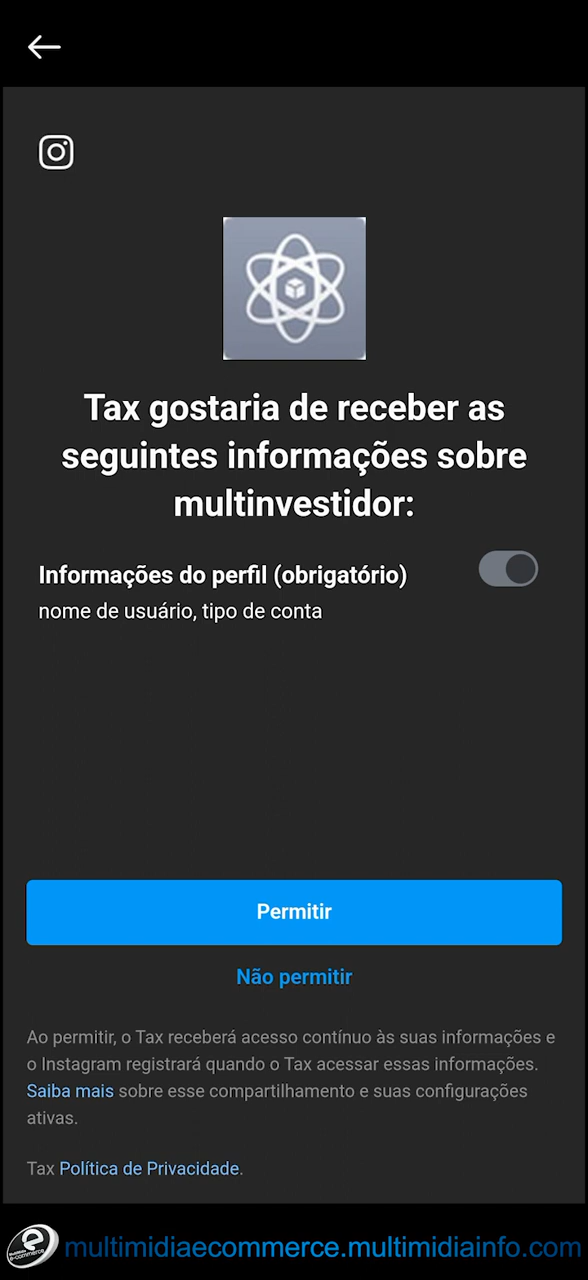 Tax gostaria de receber as
seguintes informações sobre
multinvestidor:
Informações do perfil (obrigatório)
nome de usuário, tipo de conta
Permitir
Não permitir
Ao permitir, o Tax receberá acesso contínuo às suas informações e
o Instagram registrará quando o Tax acessar essas informações.
Saiba mais sobre esse compartilhamento e suas configurações
ativas.
Tax Política de Privacidade.
multimidiaecommerce.multimidiainfo.com